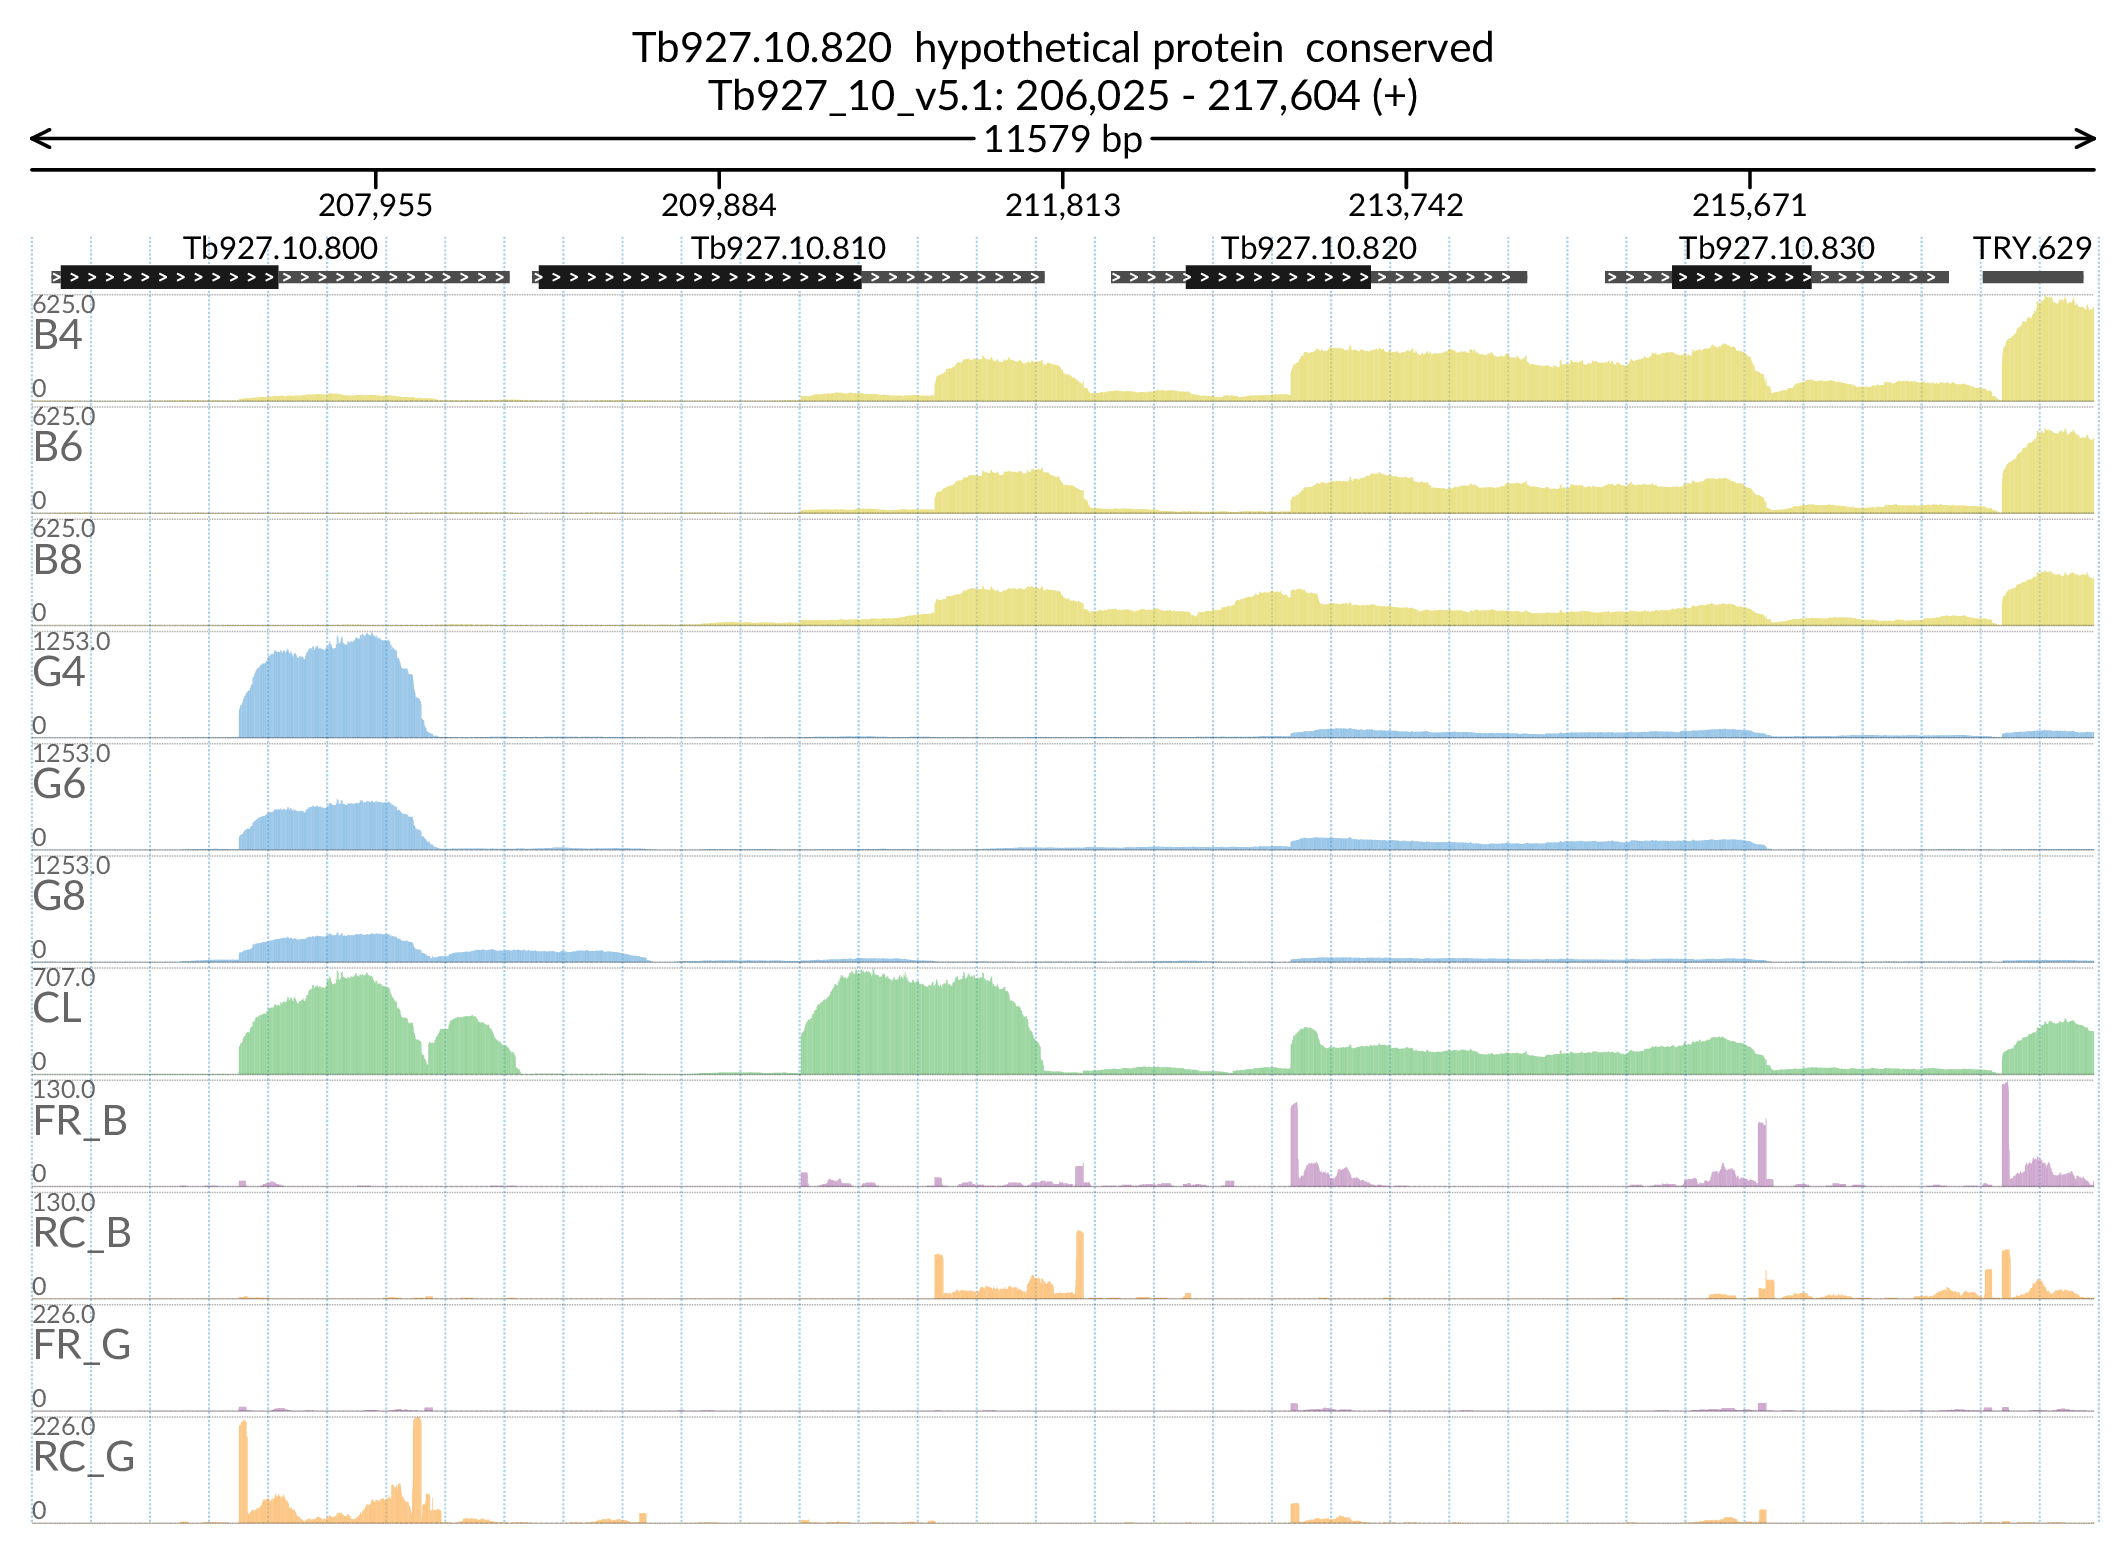 Tb927.10.820  hypothetical protein  conserved
Tb927_10_v5.1: 206,025 - 217,604 (+)
11579 bp
207,955 209,884 211,813 213,742 215,671
Tb927.10.800 Tb927.10.810 Tb927.10.820 Tb927.10.830 TRY.629
625.0
B4
0
625.0
B6
0
625.0
B8
0
1253.0
G4
0
1253.0
G6
0
1253.0
G8
0
707.0
CL
0
130.0
FR_B
0
130.0
RC_B
0
226.0
FR_G
0
226.0
RC_G
0